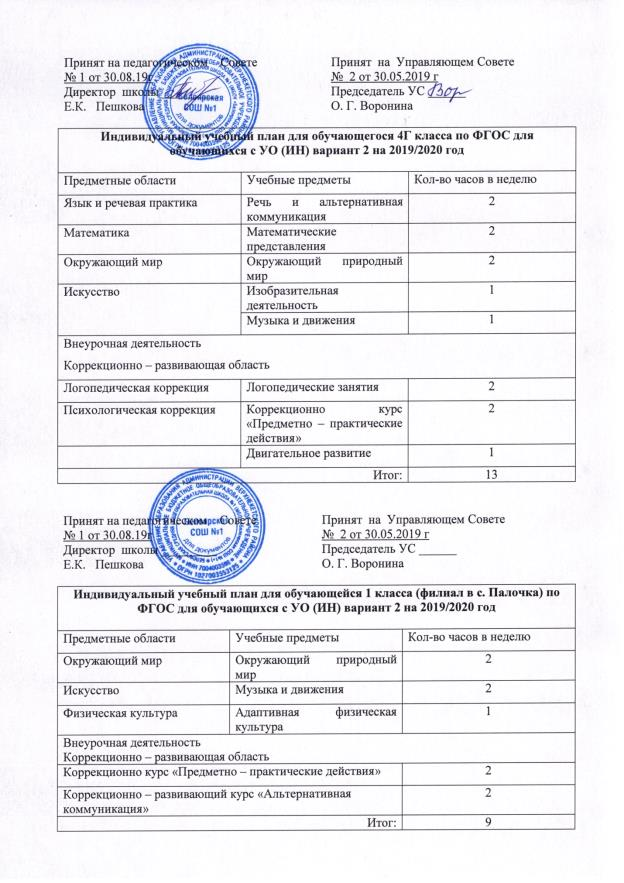 Принят на педагогическом Совете
№ 1 от 30.08.19г
Директор школы
Е.К. Пешкова
Принят на Управляющем Совете
№ 2 от 30.05.2019 г
Председатель УС
О. Г. Воронина
СОШ №1
ДЛЯ ДОКУМЕНТОВ
Индивидуальный учебный план для обучающегося 4Г класса по ФГОС для
обучающихся с УО (ИН) вариант 2 на 2019/2020 год
Предметные области Учебные предметы Кол-во часов в неделю
Язык и речевая практика Речь и альтернативная 2
коммуникация
Математика Математические 2
представления
Окружающий мир Окружающий природный 2
мир
Искусство Изобразительная 1
деятельность
Музыка и движения 1
Внеурочная деятельность
Коррекционно – развивающая область
Логопедическая коррекция Логопедические занятия 2
Психологическая коррекция Коррекционно курс 2
«Предметно – практические
действия»
Двигательное развитие 1
Итог: 13
Принят на педагогическом Совете
№ 1 от 30.08.19г
Директор школы
Е.К. Пешкова
Принят на Управляющем Совете
№ 2 от 30.05.2019 г
Председатель УС ______
О. Г. Воронина
СОШ №1
ДЛЯ ДОКУМЕНТОВ
Индивидуальный учебный план для обучающейся 1 класса (филиал в с. Палочка) по
ФГОС для обучающихся с УО (ИН) вариант 2 на 2019/2020 год
Предметные области Учебные предметы Кол-во часов в неделю
Окружающий мир Окружающий природный 2
мир
Искусство Музыка и движения 2
Физическая культура Адаптивная физическая 1
культура
Внеурочная деятельность
Коррекционно – развивающая область
Коррекционно курс «Предметно – практические действия» 2
Коррекционно – развивающий курс «Альтернативная 2
коммуникация»
Итог: 9